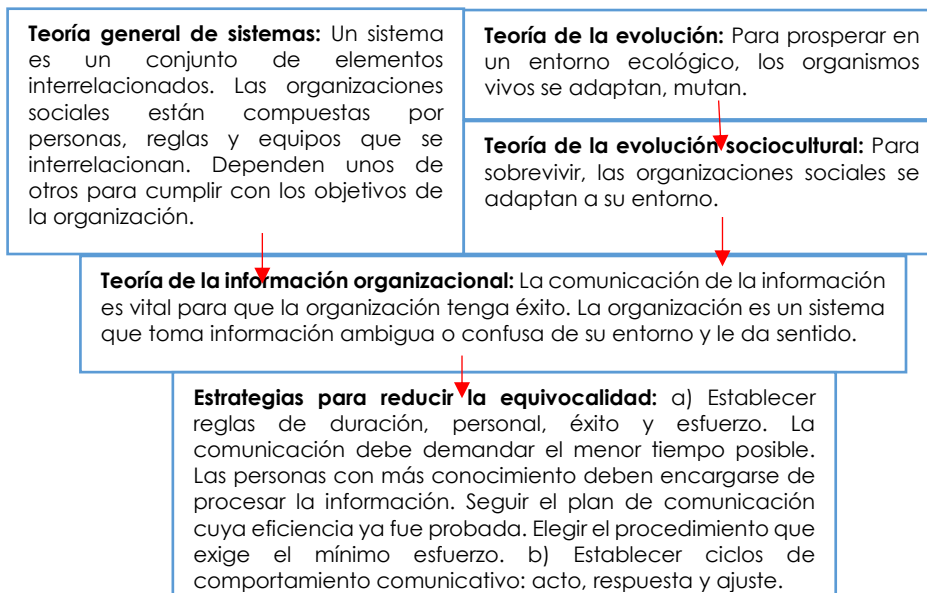 Teoría general de sistemas: Un sistema
es un conjunto de elementos
interrelacionados. Las organizaciones
sociales están compuestas por
personas, reglas y equipos que se
interrelacionan. Dependen unos de
otros para cumplir con los objetivos de
la organización.
Teoría de la evolución: Para prosperar en
un entorno ecológico, los organismos
vivos se adaptan, mutan.
Teoría de la evolución sociocultural: Para
sobrevivir, las organizaciones sociales se
adaptan a su entorno.
Teoría de la información organizacional: La comunicación de la información
es vital para que la organización tenga éxito. La organización es un sistema
que toma información ambigua o confusa de su entorno y le da sentido.
Estrategias para reducir la equivocalidad: a) Establecer
reglas de duración, personal, éxito y esfuerzo. La
comunicación debe demandar el menor tiempo posible.
Las personas con más conocimiento deben encargarse de
procesar la información. Seguir el plan de comunicación
cuya eficiencia ya fue probada. Elegir el procedimiento que
exige el mínimo esfuerzo. b) Establecer ciclos de
comportamiento comunicativo: acto, respuesta y ajuste.